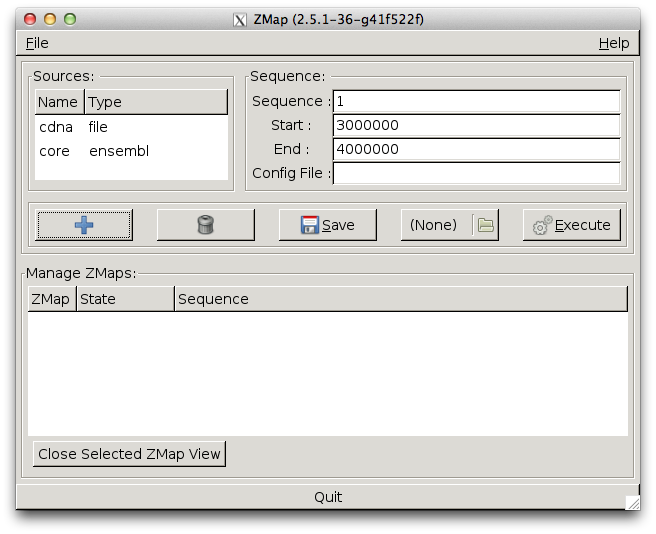 ZMap (2.5.1-36-g41f522f)
File Help
Sources:
Name Type
cdna file
core ensembl
Sequence:
Sequence : 1
Start : 3000000
End : 4000000
Config File :
Save (None) Execute
Manage ZMaps:
ZMap State Sequence
Close Selected ZMap View
Quit